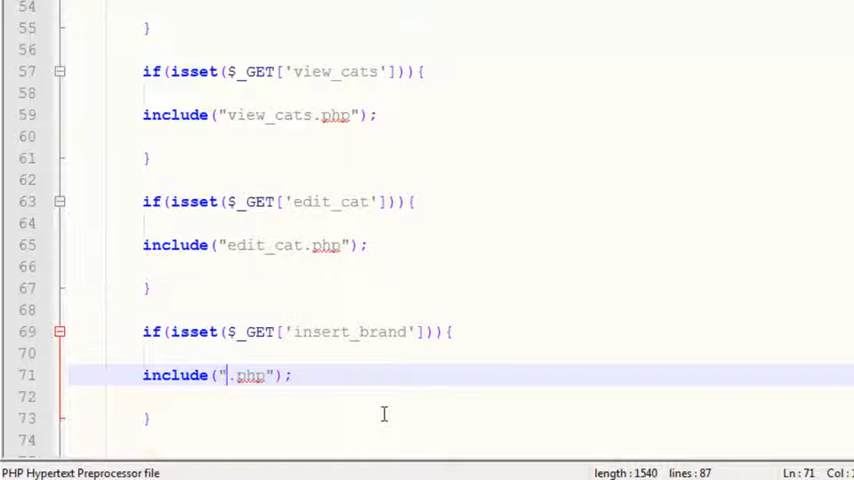 54
55 }
56
57 if(isset($_GET['view_cats'])){
58
59 include("view_cats.php");
60
61 }
62
63 if(isset($_GET['edit_cat'])){
64
65 include("edit_cat.php");
66
67 }
68
69 if(isset($_GET['insert_brand'])){
70
71 include(".php");
72
73 }
74
PHP Hypertext Preprocessor file length : 1540 lines : 87 Ln : 71 Col :